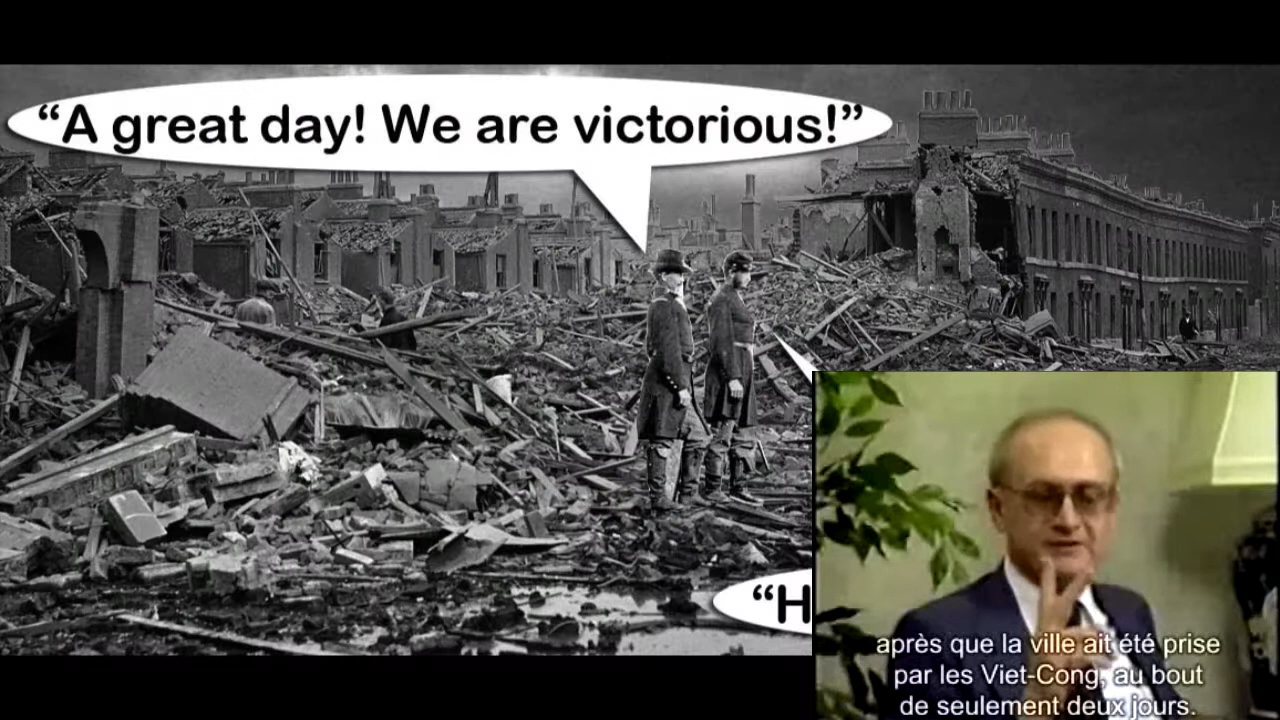 “A great day! We are victorious!”
“H
après que la ville ait été prise
par les Viet-Cong, au bout
de seulement deux jours.